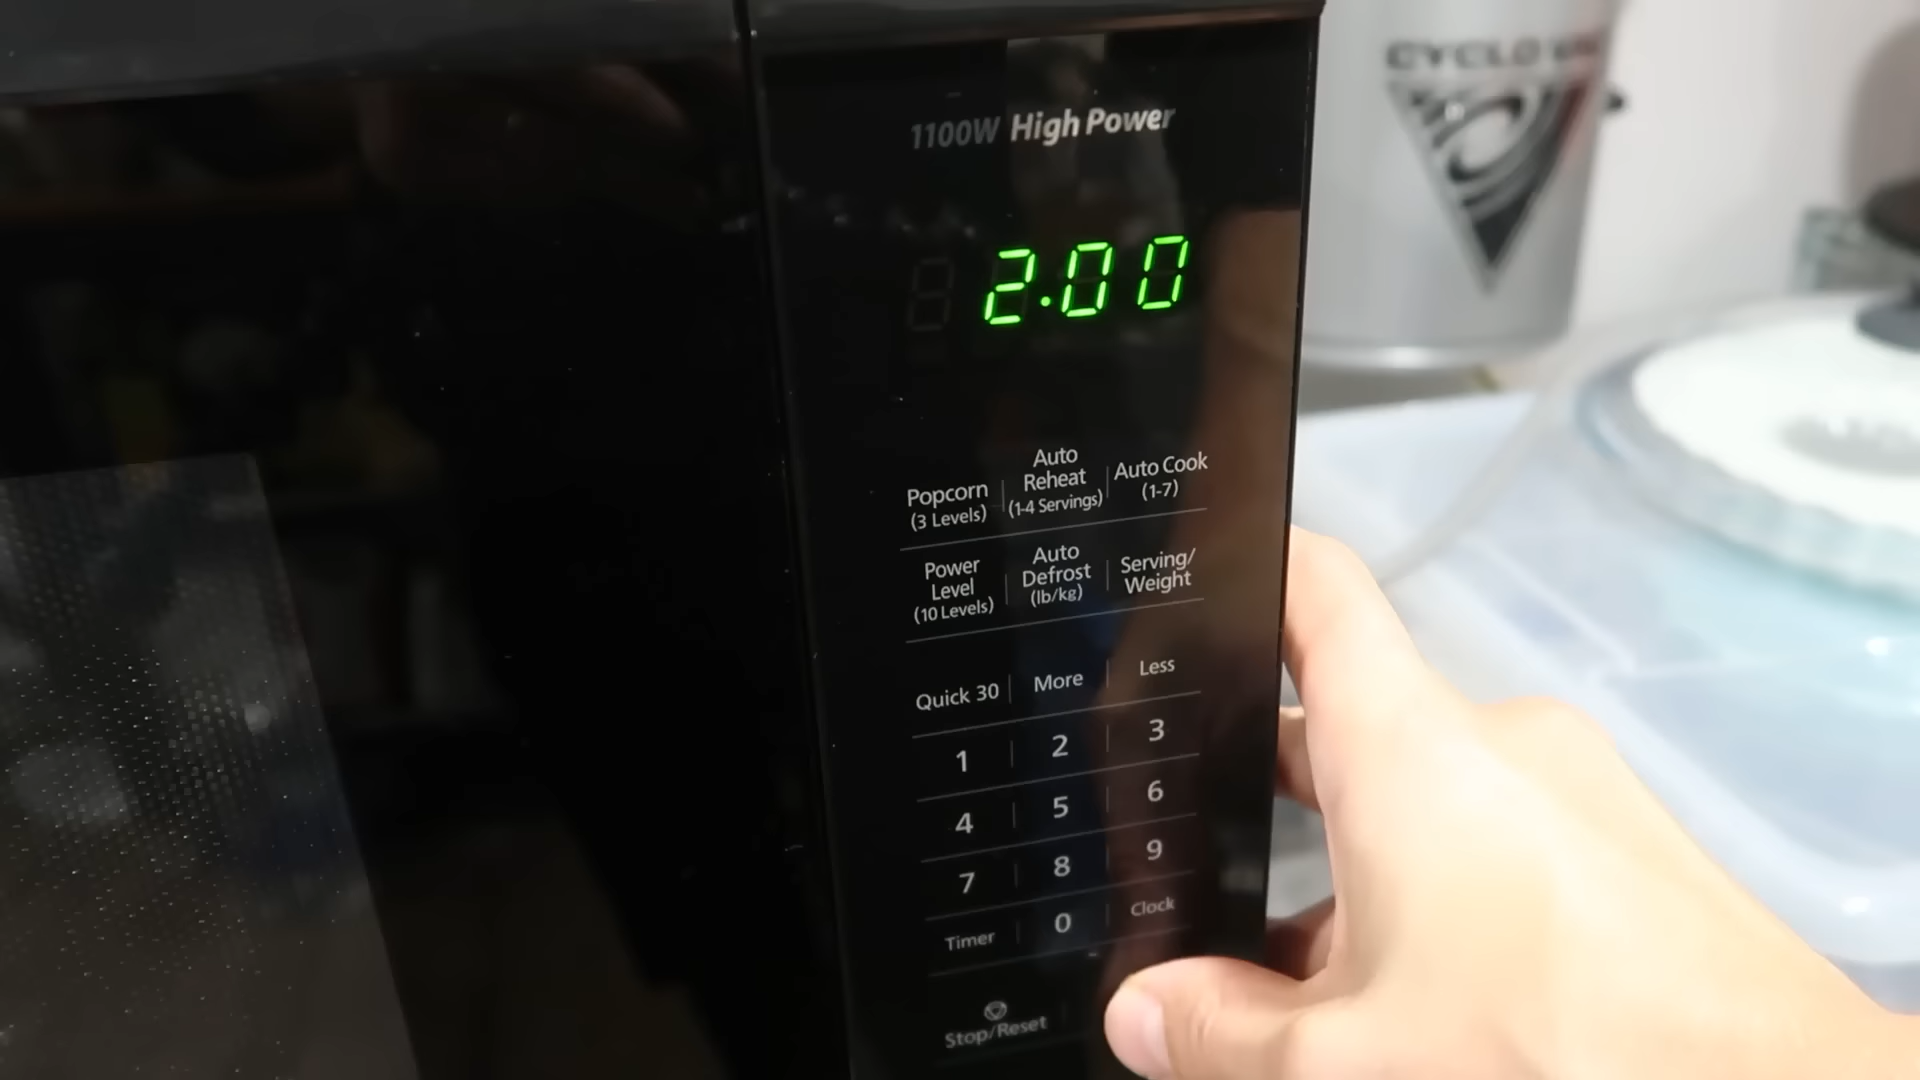 CYCLO
1100W High Power
2.00
Popcorn
(3 Levels)
Auto
Reheat
(1-4 Servings)
Auto Cook
(1-7)
Power
Level
(10 Levels)
Auto
Defrost
(lb/kg)
Serving/
Weight
Quick 30
More
Less
1 2 3
4 5 6
7 8 9
Timer 0 Clock
Stop/Reset